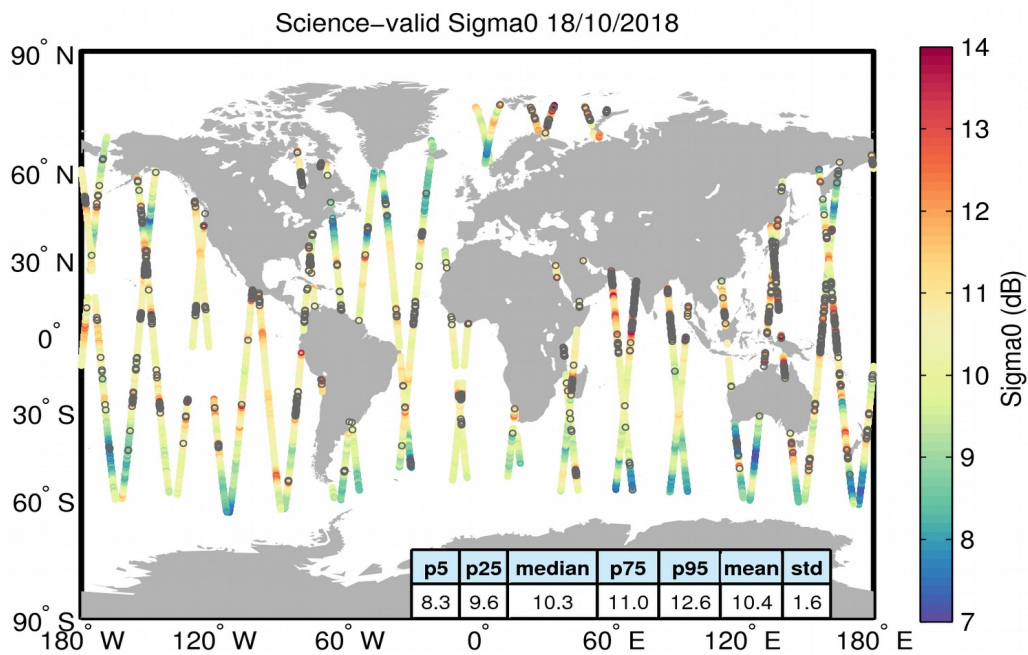 Science−valid Sigma0 18/10/2018
90° N
60° N
30° N
0°
30° S
60° S
90° S
180° W
120° W
60° W
0°
60° E
120° E
180° E
p5 p25 median p75 p95 mean std
8.3 9.6 10.3 11.0 12.6 10.4 1.6
14
13
12
11
10
9
8
7
Sigma0 (dB)